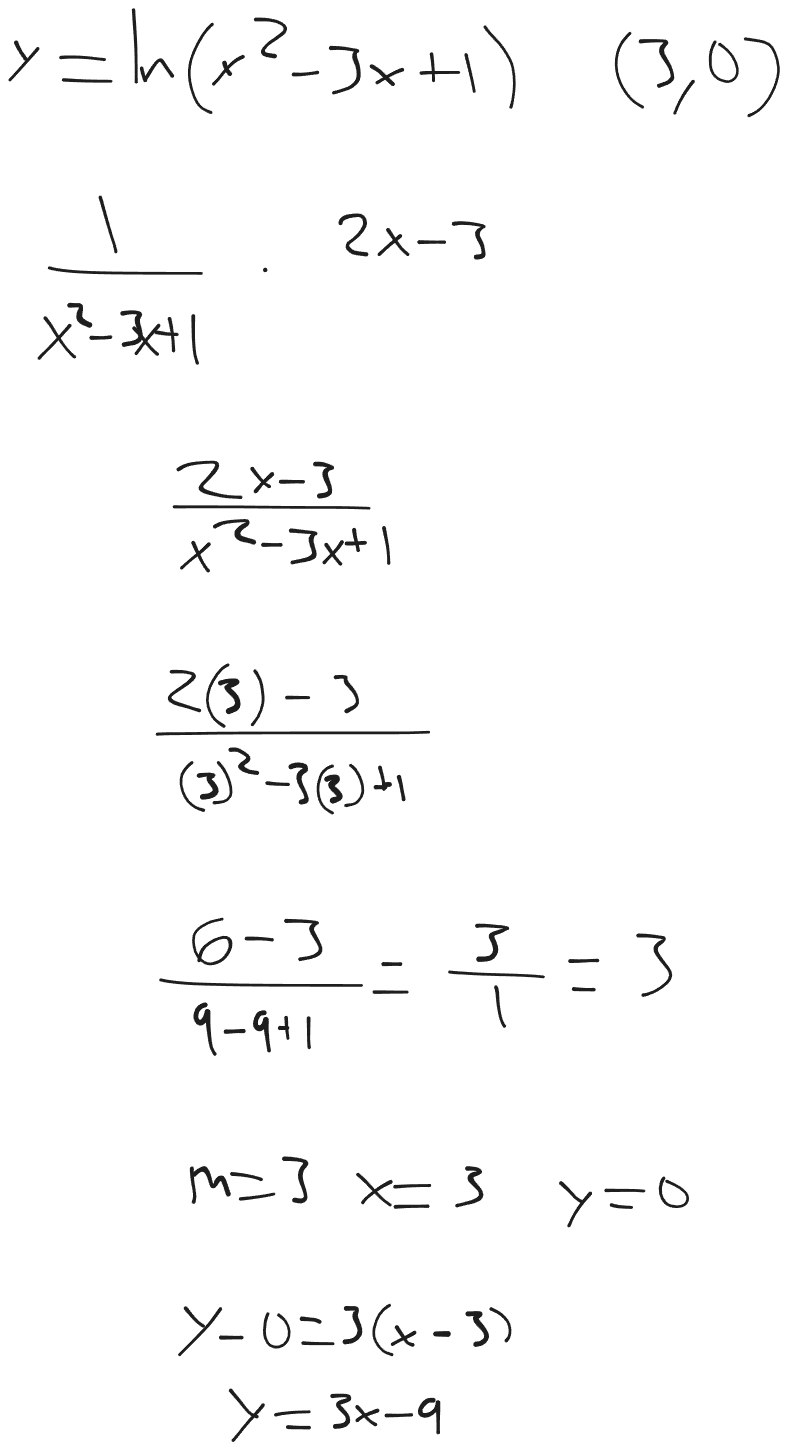 y = ln(x² - 3x + 1) (3, 0)
1/(x² - 3x + 1) · 2x - 3
(2x - 3)/(x² - 3x + 1)
(2(3) - 3)/((3)² - 3(3) + 1)
(6 - 3)/(9 - 9 + 1) = 3/1 = 3
m = 3 x = 3 y = 0
y - 0 = 3(x - 3)
y = 3x - 9